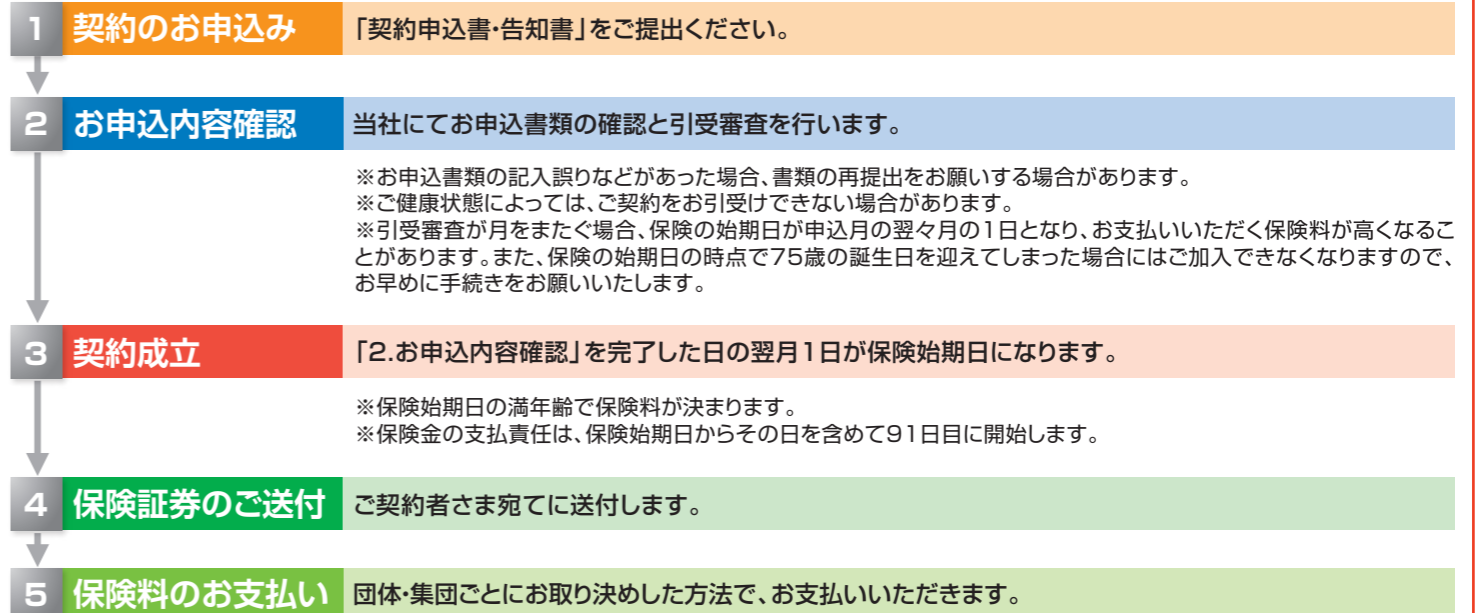 1 契約のお申込み 「契約申込書・告知書」をご提出ください。
2 お申込内容確認 当社にてお申込書類の確認と引受審査を行います。
※お申込書類の記入誤りなどがあった場合、書類の再提出をお願いする場合があります。
※ご健康状態によっては、ご契約をお引受けできない場合があります。
※引受審査が月をまたぐ場合、保険の始期日が申込月の翌々月の1日となり、お支払いいただく保険料が高くなるこ
とがあります。また、保険の始期日の時点で75歳の誕生日を迎えてしまった場合にはご加入できなくなりますので、
お早めに手続きをお願いいたします。
3 契約成立 「2.お申込内容確認」を完了した日の翌月1日が保険始期日になります。
※保険始期日の満年齢で保険料が決まります。
※保険金の支払責任は、保険始期日からその日を含めて91日目に開始します。
4 保険証券のご送付 ご契約者さま宛てに送付します。
5 保険料のお支払い 団体・集団ごとにお取り決めした方法で、お支払いいただきます。